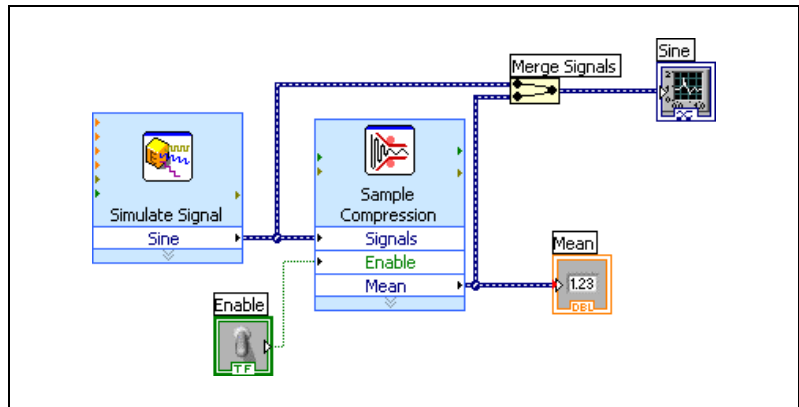 Sine
Merge Signals
Simulate Signal
Sine
Sample
Compression
Signals
Enable
Mean
Mean
1.23
DBL
Enable
TF